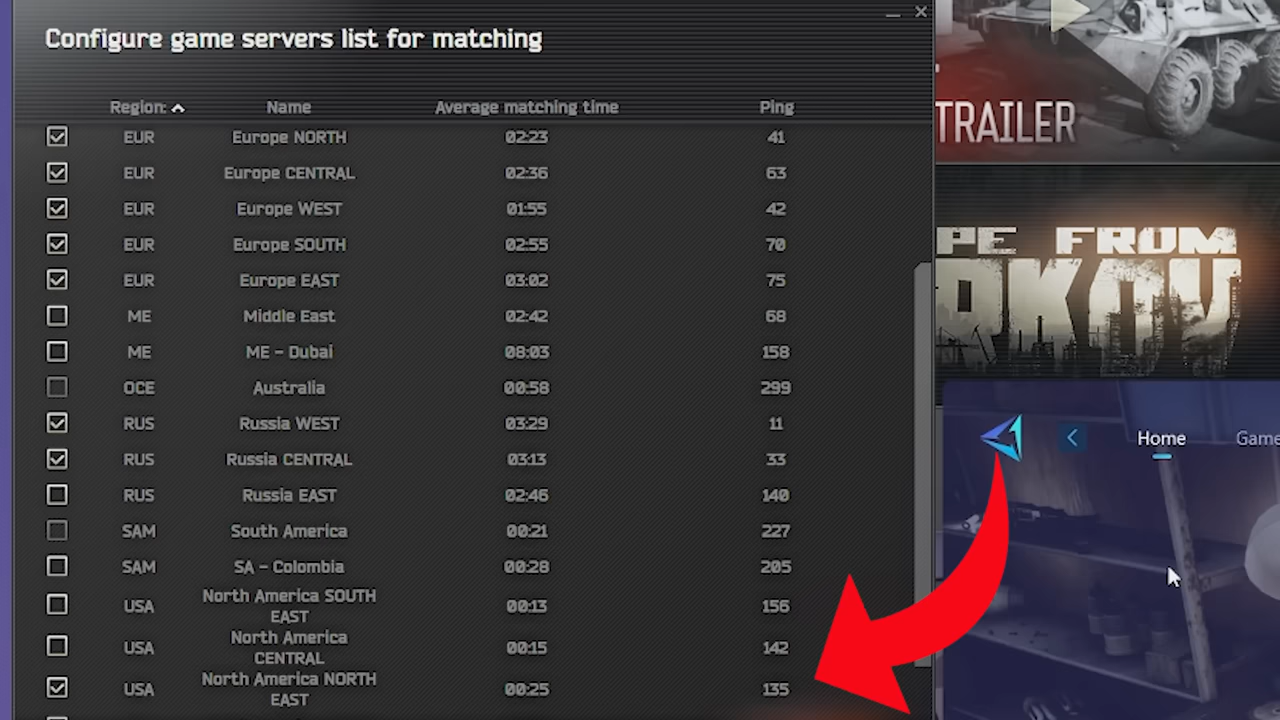 Configure game servers list for matching
Region: Name Average matching time Ping
EUR Europe NORTH 02:23 41
EUR Europe CENTRAL 02:36 63
EUR Europe WEST 01:55 42
EUR Europe SOUTH 02:55 70
EUR Europe EAST 03:02 75
ME Middle East 02:42 68
ME - Dubai 08:03 158
OCE Australia 00:58 299
RUS Russia WEST 03:29 11
RUS Russia CENTRAL 03:13 33
RUS Russia EAST 02:46 140
SAM South America 00:21 227
SAM SA - Colombia 00:28 205
USA North America SOUTH EAST 00:13 156
USA North America CENTRAL 00:15 142
USA North America NORTH EAST 00:25 135
TRAILER
PE FROM
RKOV
Home Game